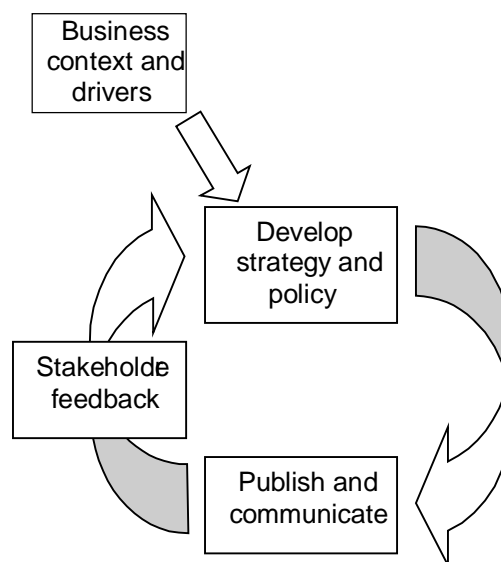 Business
context and
drivers
Develop
strategy and
policy
Stakeholde
feedback
Publish and
communicate